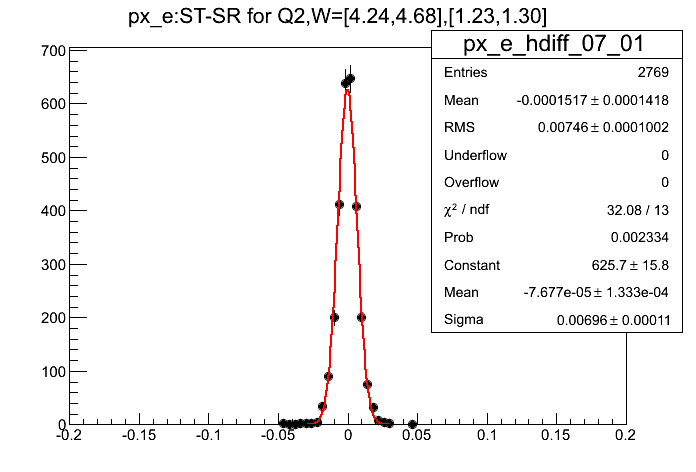 px_e:ST-SR for Q2,W=[4.24,4.68],[1.23,1.30]
px_e_hdiff_07_01
Entries 2769
Mean -0.0001517 ± 0.0001418
RMS 0.00746 ± 0.0001002
Underflow 0
Overflow 0
χ² / ndf 32.08 / 13
Prob 0.002334
Constant 625.7 ± 15.8
Mean -7.677e-05 ± 1.333e-04
Sigma 0.00696 ± 0.00011
700
600
500
400
300
200
100
0
-0.2 -0.15 -0.1 -0.05 0 0.05 0.1 0.15 0.2